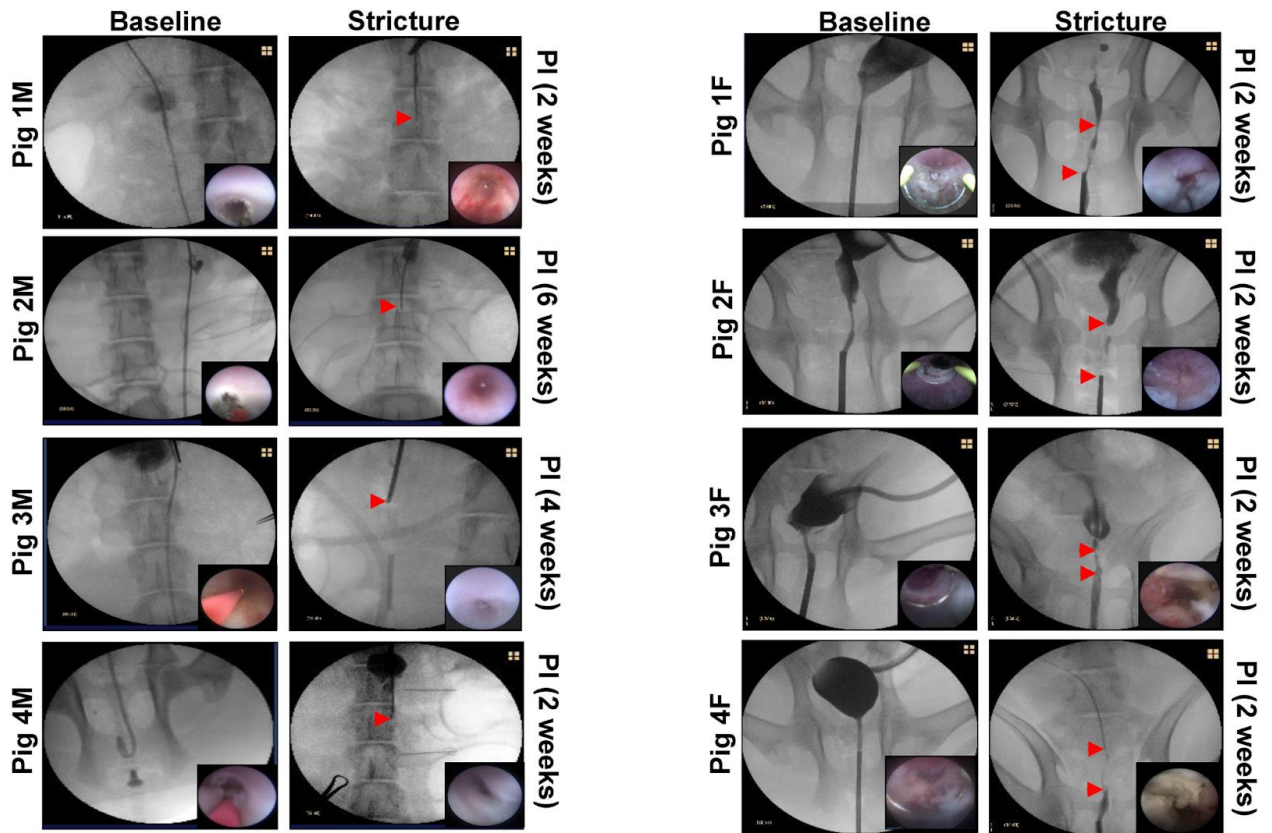 Baseline Stricture Baseline Stricture
Pig 1M PI (2 weeks) Pig 1F PI (2 weeks)
Pig 2M PI (6 weeks) Pig 2F PI (2 weeks)
Pig 3M PI (4 weeks) Pig 3F PI (2 weeks)
Pig 4M PI (2 weeks) Pig 4F PI (2 weeks)